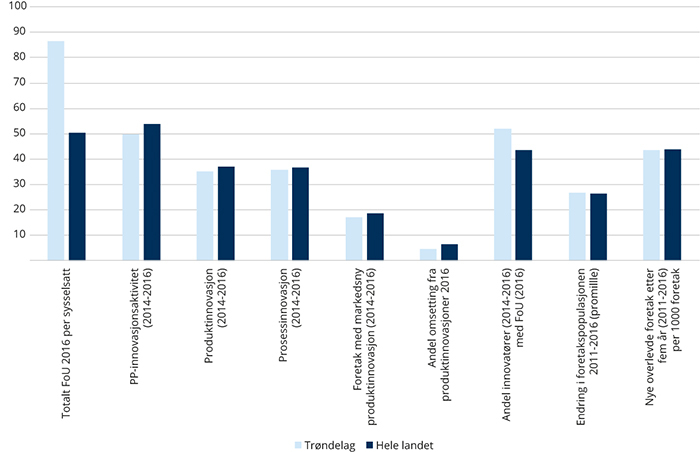 100
90
80
70
60
50
40
30
20
10
Totalt FoU 2016 per sysselsatt
PP-innovasjonsaktivitet
(2014-2016)
Produktinnovasjon
(2014-2016)
Prosessinnovasjon
(2014-2016)
Foretak med markedsny
produktinnovasjon (2014-2016)
Andel omsetting fra
produktinnovasjoner 2016
Andel innovatører (2014-2016)
med FoU (2016)
Endring i foretakspopulasjonen
2011-2016 (promillle)
Nye overlevde foretak etter
fem år (2011-2016)
per 1000 foretak
Trøndelag
Hele landet